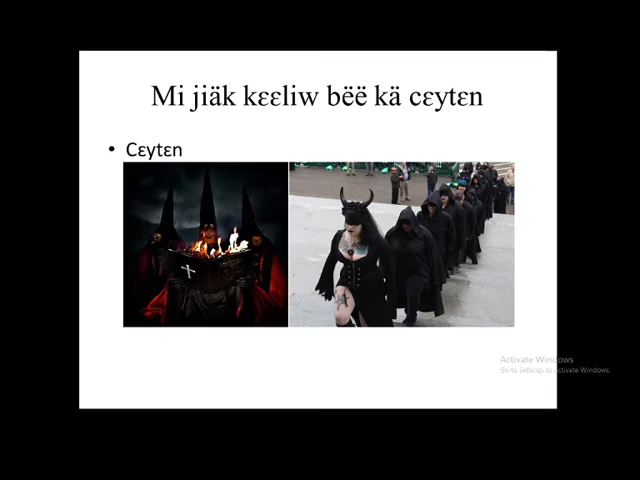 Mi jiäk kɛɛliw bëë kä cɛytɛn
• Cɛytɛn
Activate Windows
Go to Settings to activate Windows.